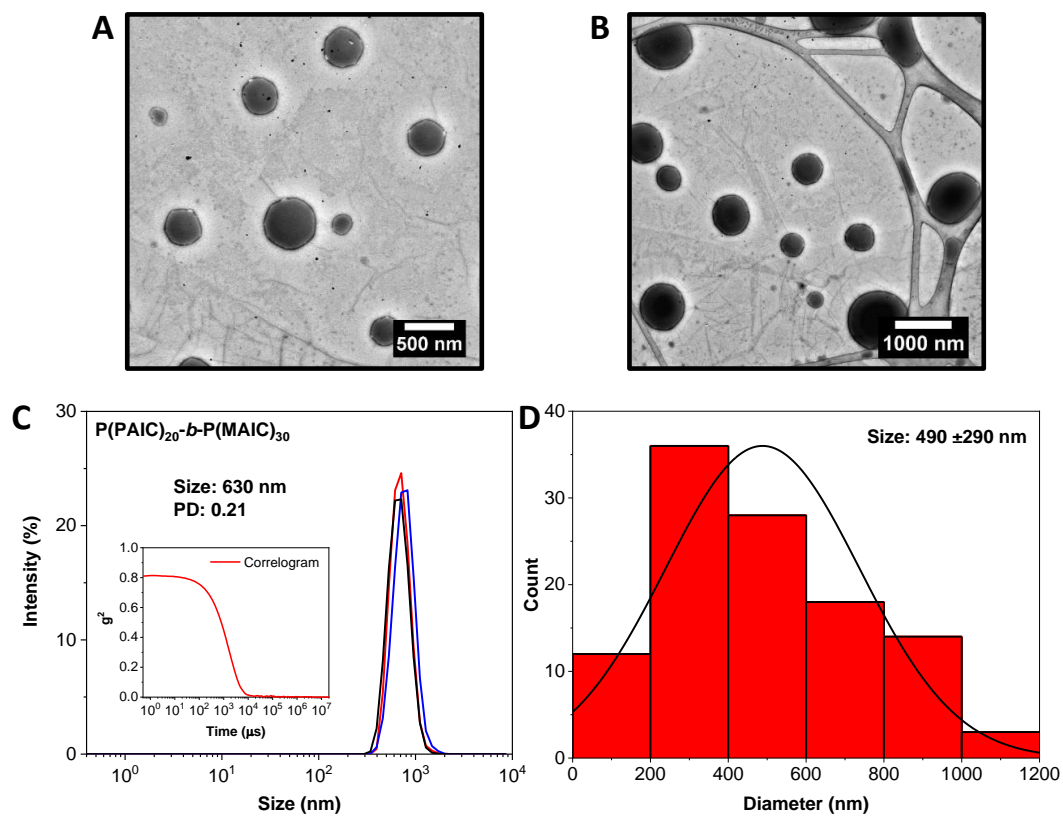 A
500 nm
B
1000 nm
C
P(PAIC)20-b-P(MAIC)30
Size: 630 nm
PD: 0.21
Intensity (%)
30
20
10
0
10^0
10^1
10^2
10^3
10^4
Size (nm)
Correlogram
g^2
1.0
0.8
0.6
0.4
0.2
0.0
10^0 10^1 10^2 10^3 10^4 10^5 10^6 10^7
Time (µs)
D
Size: 490 ±290 nm
Count
40
30
20
10
0
0 200 400 600 800 1000 1200
Diameter (nm)